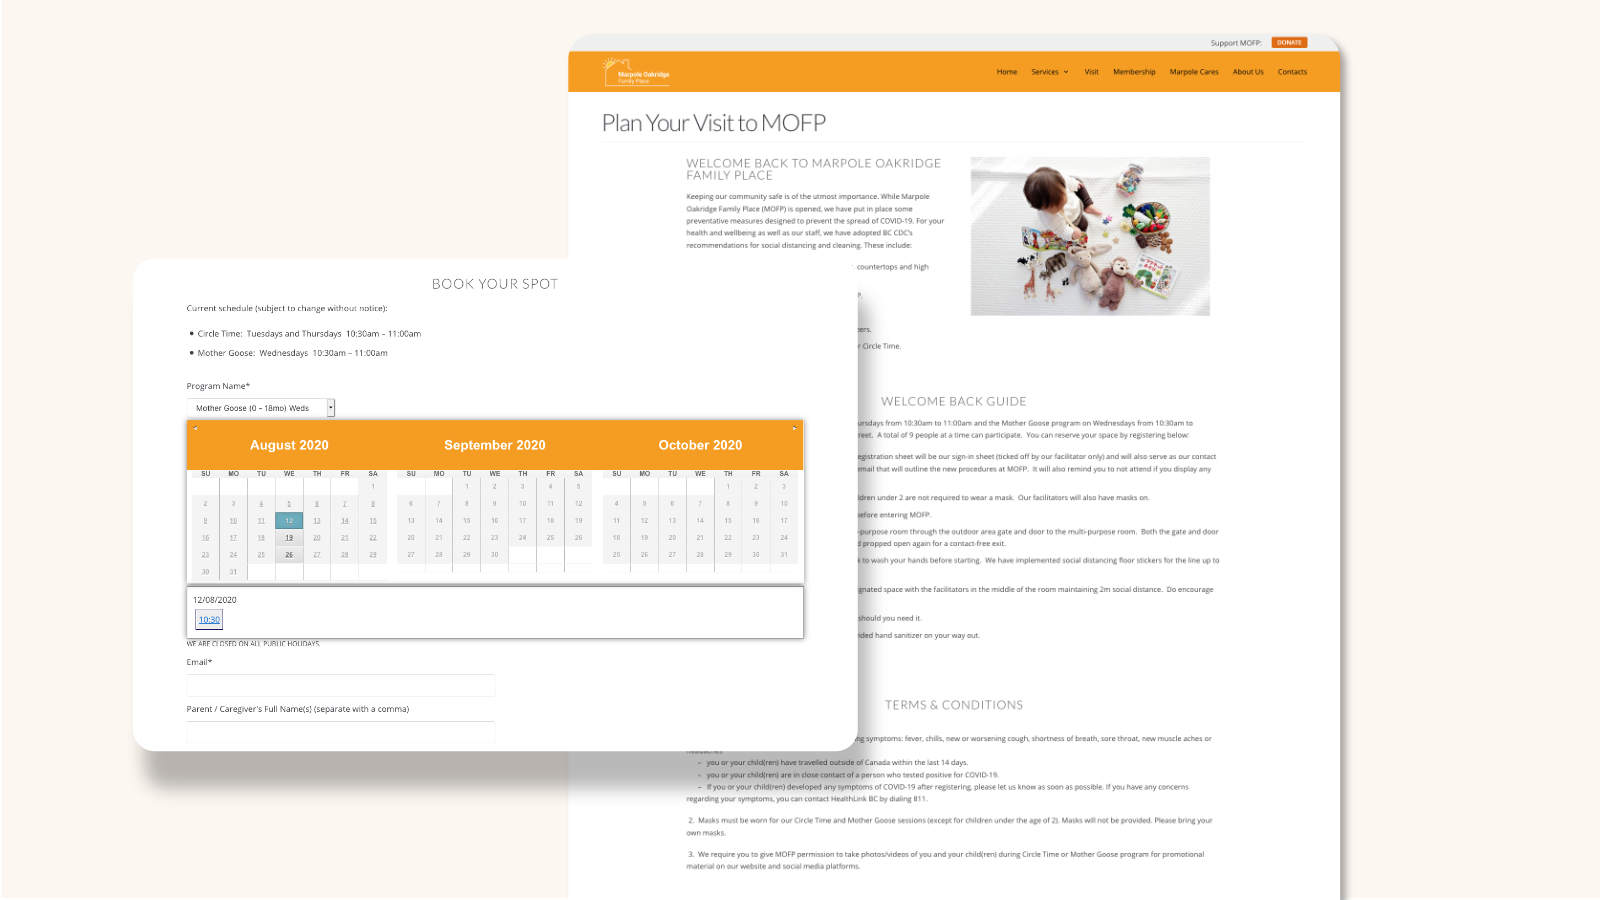 Support MOFP:
DONATE
Marpole Oakridge
Family Place
Home Services Visit Membership Marpole Cares About Us Contacts
Plan Your Visit to MOFP
WELCOME BACK TO MARPOLE OAKRIDGE
FAMILY PLACE
Keeping our community safe is of the utmost importance. While Marpole
Oakridge Family Place (MOFP) is opened, we have put in place some
preventative measures designed to prevent the spread of COVID-19. For your
health and wellbeing as well as our staff, we have adopted BC CDC's
recommendations for social distancing and cleaning. These include:
countertops and high
Circle Time.
BOOK YOUR SPOT
Current schedule (subject to change without notice):
• Circle Time: Tuesdays and Thursdays 10:30am – 11:00am
• Mother Goose: Wednesdays 10:30am – 11:00am
Program Name*
Mother Goose (0 - 18mo) Weds
August 2020
SU MO TU WE TH FR SA
1
2 3 4 5 6 7 8
9 10 11 12 13 14 15
16 17 18 19 20 21 22
23 24 25 26 27 28 29
30 31
September 2020
SU MO TU WE TH FR SA
1 2 3 4 5
6 7 8 9 10 11 12
13 14 15 16 17 18 19
20 21 22 23 24 25 26
27 28 29 30
October 2020
SU MO TU WE TH FR SA
1 2 3
4 5 6 7 8 9 10
11 12 13 14 15 16 17
18 19 20 21 22 23 24
25 26 27 28 29 30 31
12/08/2020
10:30
WE ARE CLOSED ON ALL PUBLIC HOLIDAYS.
Email*
Parent / Caregiver's Full Name(s) (separate with a comma)
WELCOME BACK GUIDE
from 10:30am to 11:00am and the Mother Goose program on Wednesdays from 10:30am to
A total of 9 people at a time can participate. You can reserve your space by registering below:
registration sheet will be our sign-in sheet (ticked off by our facilitator only) and will also serve as our contact
email that will outline the new procedures at MOFP. It will also remind you to not attend if you display any
under 2 are not required to wear a mask. Our facilitators will also have masks on.
before entering MOFP.
-purpose room through the outdoor area gate and door to the multi-purpose room. Both the gate and door
propped open again for a contact-free exit.
to wash your hands before starting. We have implemented social distancing floor stickers for the line up to
space with the facilitators in the middle of the room maintaining 2m social distance. Do encourage
should you need it.
hand sanitizer on your way out.
TERMS & CONDITIONS
symptoms: fever, chills, new or worsening cough, shortness of breath, sore throat, new muscle aches or
headaches
– you or your child(ren) have travelled outside of Canada within the last 14 days.
– you or your child(ren) are in close contact of a person who tested positive for COVID-19.
– If you or your child(ren) developed any symptoms of COVID-19 after registering, please let us know as soon as possible. If you have any concerns
regarding your symptoms, you can contact HealthLink BC by dialing 811.
2. Masks must be worn for our Circle Time and Mother Goose sessions (except for children under the age of 2). Masks will not be provided. Please bring your
own masks.
3. We require you to give MOFP permission to take photos/videos of you and your child(ren) during Circle Time or Mother Goose program for promotional
material on our website and social media platforms.